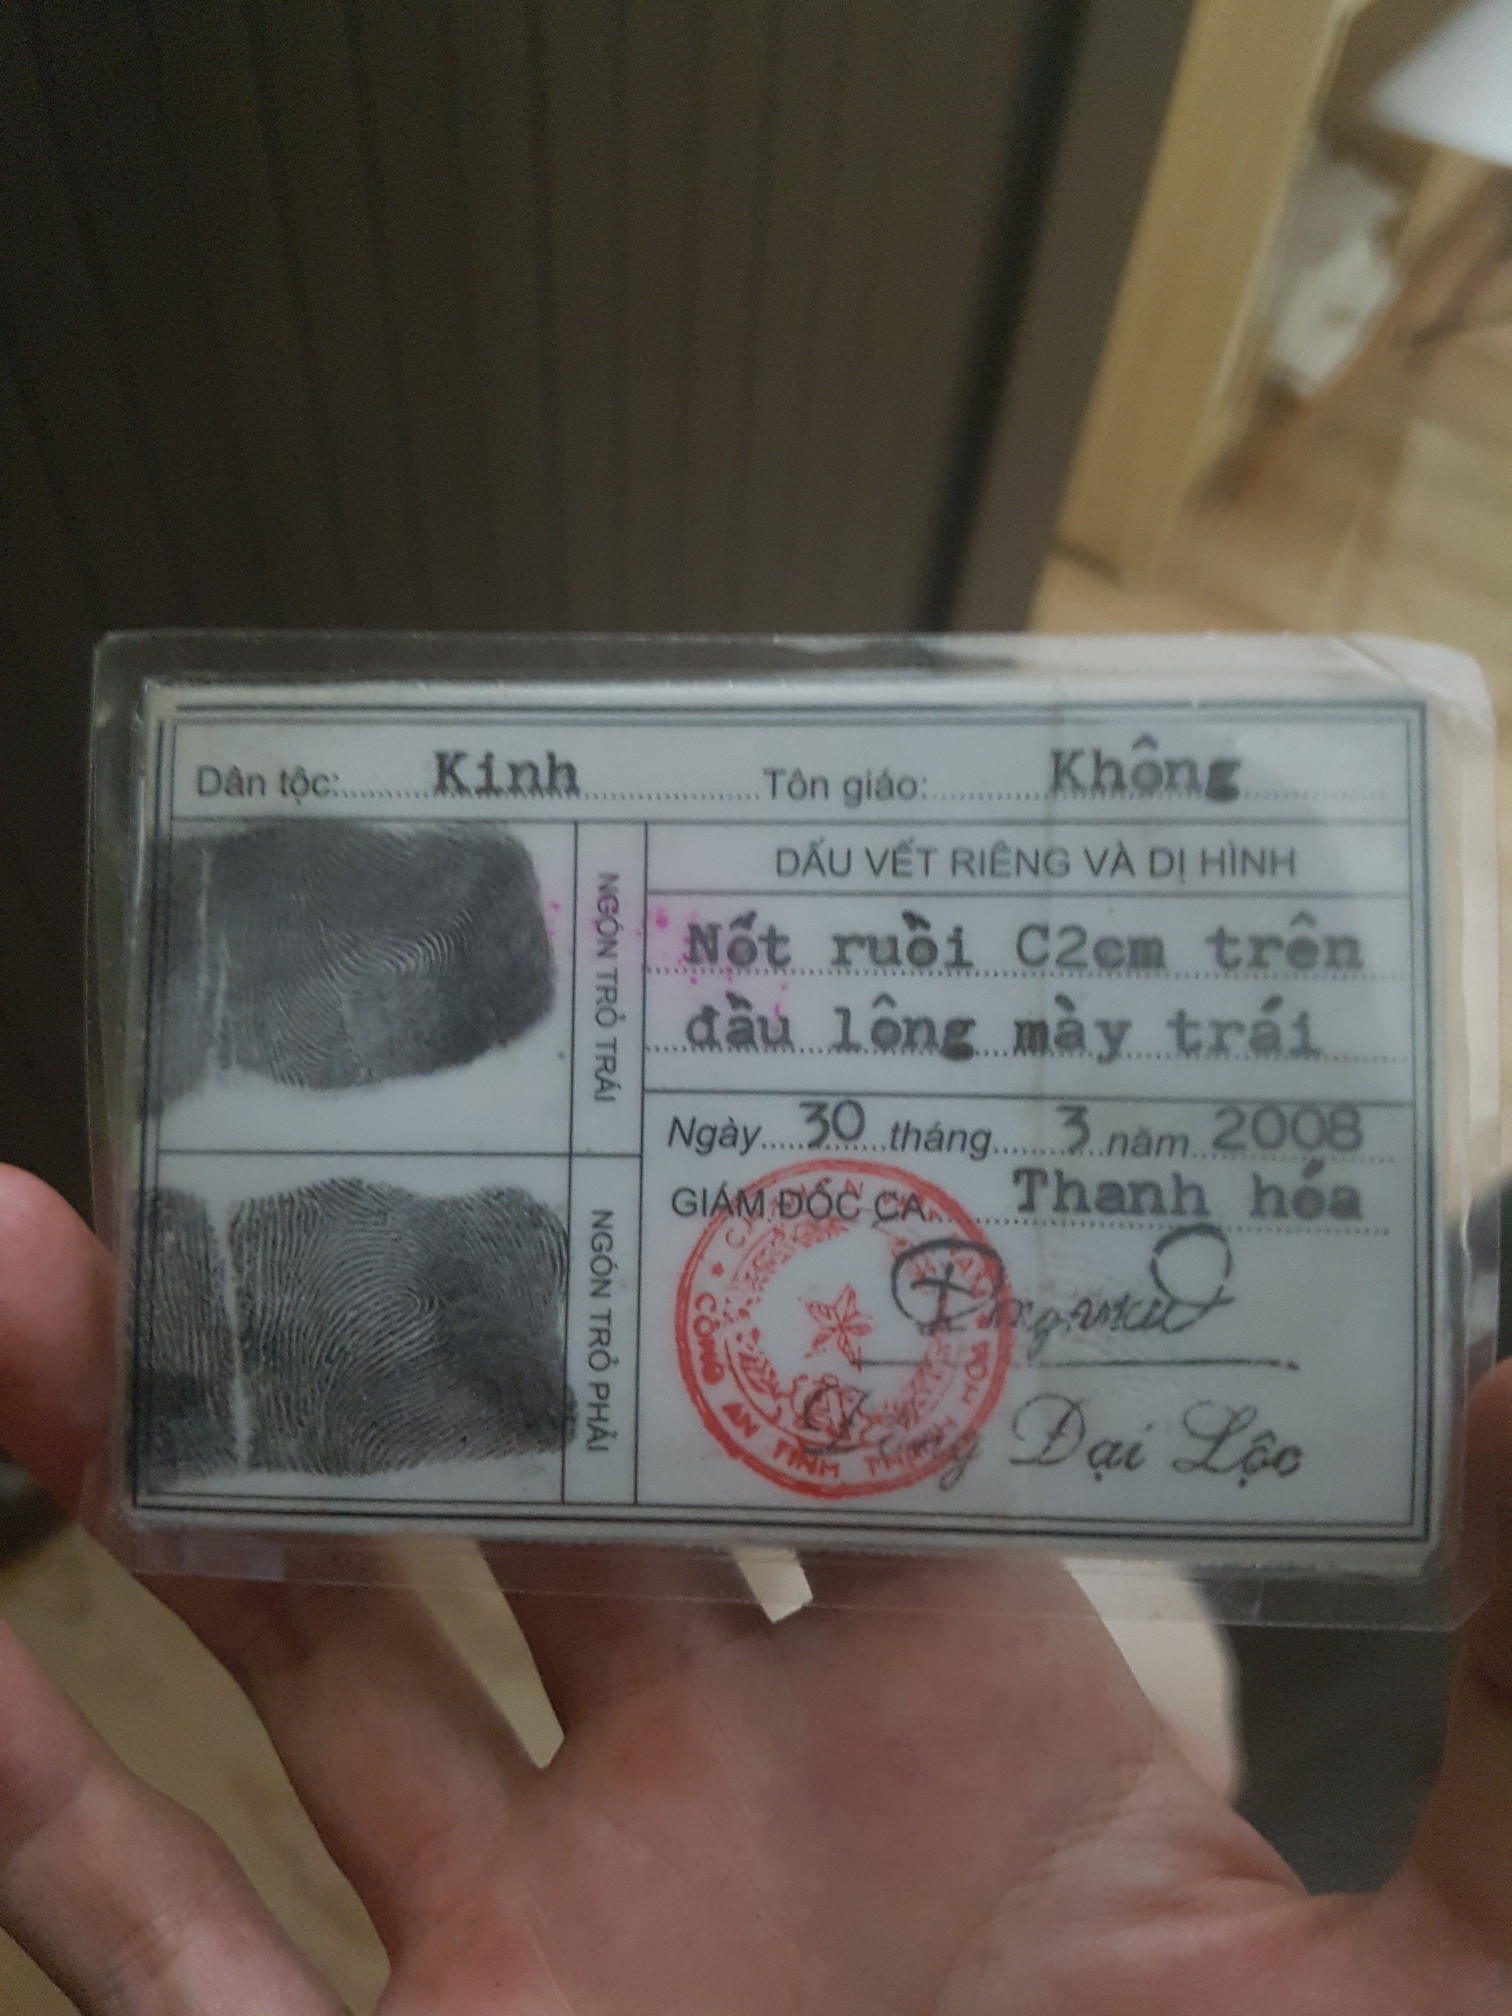 Dân tộc: Kinh Tôn giáo: Không
NGÓN TRỎ TRÁI
DẤU VẾT RIÊNG VÀ DỊ HÌNH
Nốt ruồi C2cm trên
đầu lông mày trái
Ngày 30 tháng 3 năm 2008
GIÁM ĐỐC CA Thanh hóa
NGÓN TRỎ PHẢI
CÔNG AN TỈNH THANH HÓA
Đại Lộc